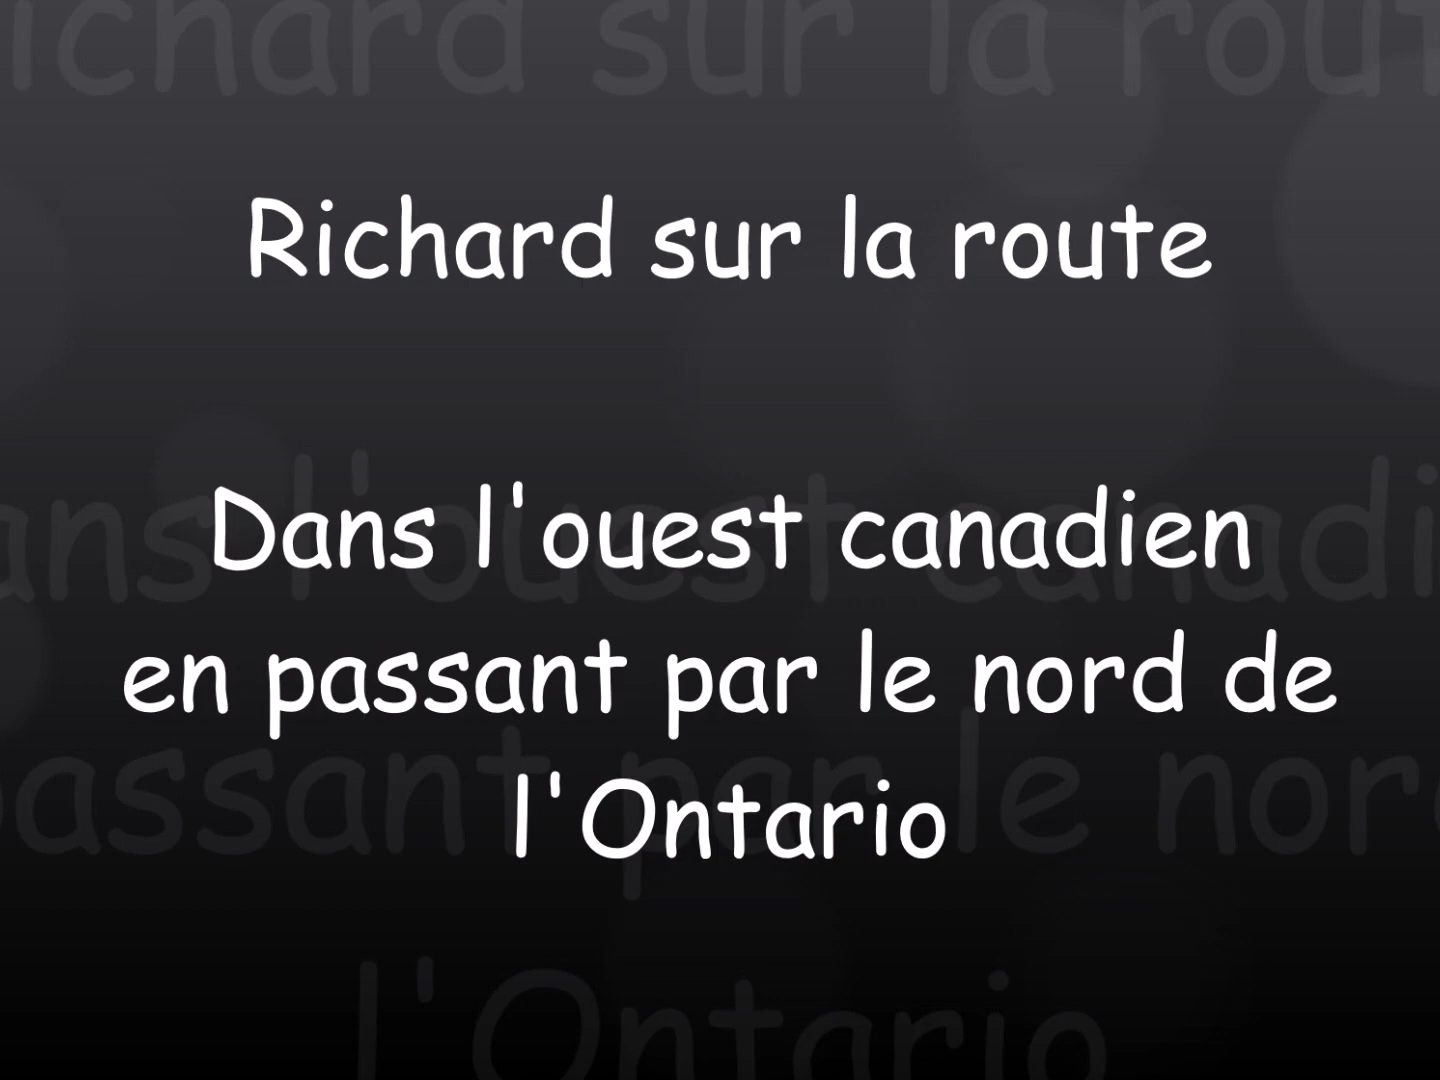 Richard sur la route
Dans l'ouest canadien
en passant par le nord de
l'Ontario